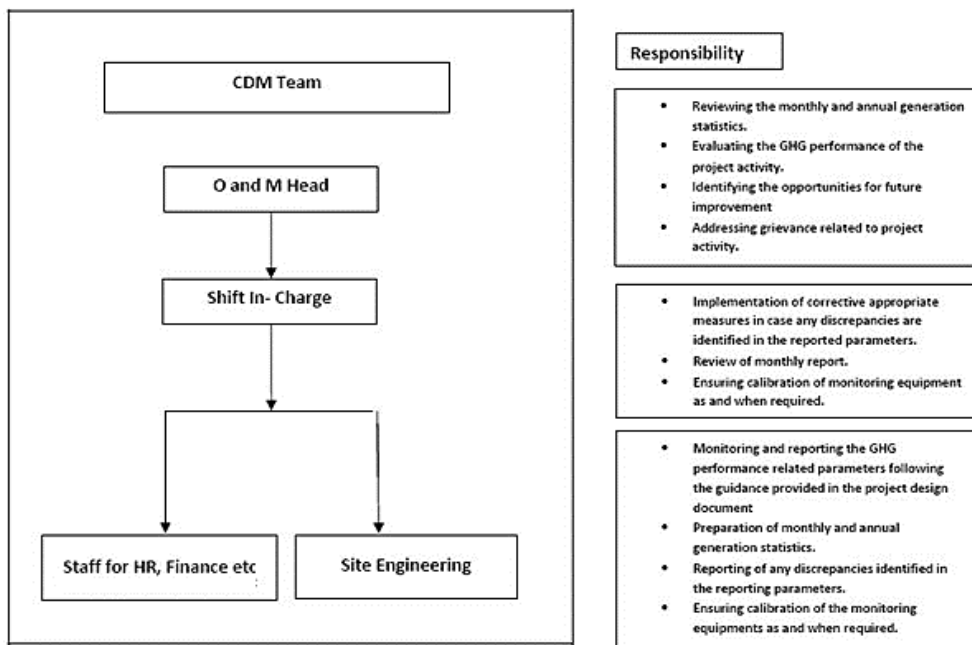 CDM Team
O and M Head
Shift In- Charge
Staff for HR, Finance etc
Site Engineering
Responsibility
• Reviewing the monthly and annual generation
statistics.
• Evaluating the GHG performance of the
project activity.
• Identifying the opportunities for future
improvement
• Addressing grievance related to project
activity.
• Implementation of corrective appropriate
measures in case any discrepancies are
identified in the reported parameters.
• Review of monthly report.
• Ensuring calibration of monitoring equipment
as and when required.
• Monitoring and reporting the GHG
performance related parameters following
the guidance provided in the project design
document
• Preparation of monthly and annual
generation statistics.
• Reporting of any discrepancies identified in
the reporting parameters.
• Ensuring calibration of the monitoring
equipments as and when required.